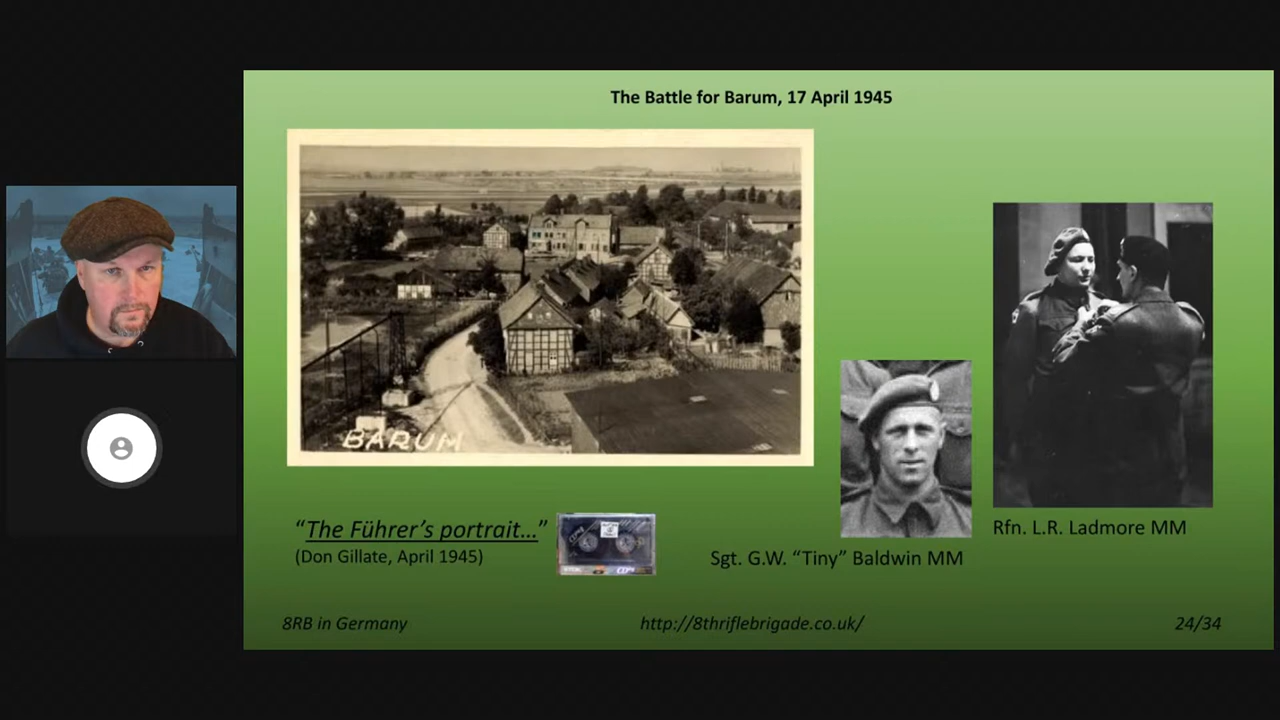 The Battle for Barum, 17 April 1945
BARUM
“The Führer’s portrait…”
(Don Gillate, April 1945)
Sgt. G.W. “Tiny” Baldwin MM
Rfn. L.R. Ladmore MM
8RB in Germany
http://8thriflebrigade.co.uk/
24/34